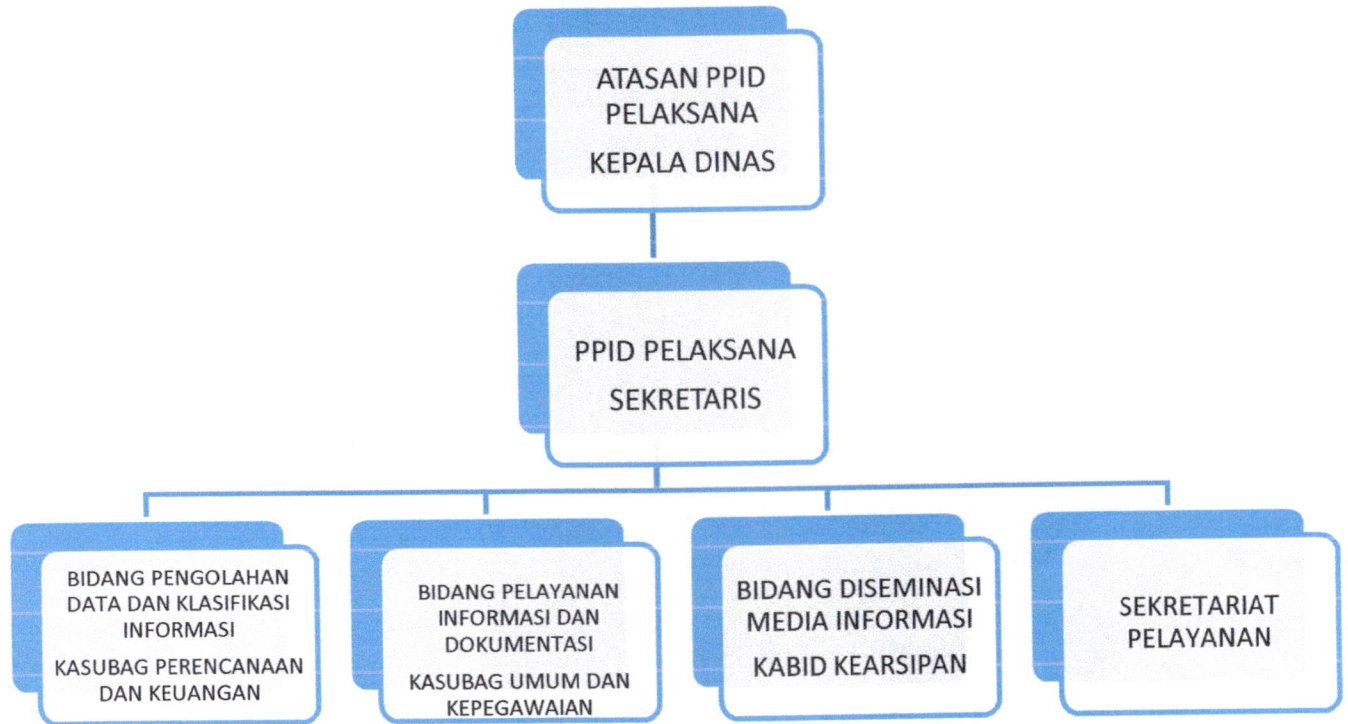 ATASAN PPID
PELAKSANA
KEPALA DINAS
PPID PELAKSANA
SEKRETARIS
BIDANG PENGOLAHAN
DATA DAN KLASIFIKASI
INFORMASI
KASUBAG PERENCANAAN
DAN KEUANGAN
BIDANG PELAYANAN
INFORMASI DAN
DOKUMENTASI
KASUBAG UMUM DAN
KEPEGAWAIAN
BIDANG DISEMINASI
MEDIA INFORMASI
KABID KEARSIPAN
SEKRETARIAT
PELAYANAN